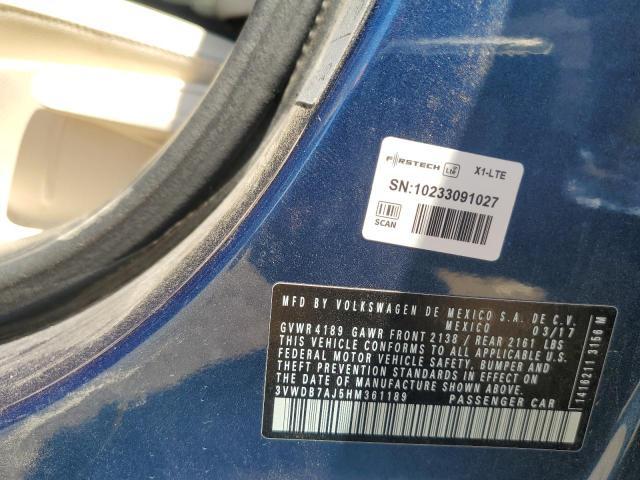 FIRSTECH LTE X1-LTE
SN:10233091027
SCAN
MFD BY VOLKSWAGEN DE MEXICO S.A. DE C.V.
MEXICO 03/17
GVWR 4189 GAWR FRONT 2138 / REAR 2161 LBS
THIS VEHICLE CONFORMS TO ALL APPLICABLE U.S.
FEDERAL MOTOR VEHICLE SAFETY, BUMPER AND
THEFT PREVENTION STANDARDS IN EFFECT ON
THE DATE OF MANUFACTURE SHOWN ABOVE.
3VWDB7AJ5HM361189 PASSENGER CAR
1416211 3150 M